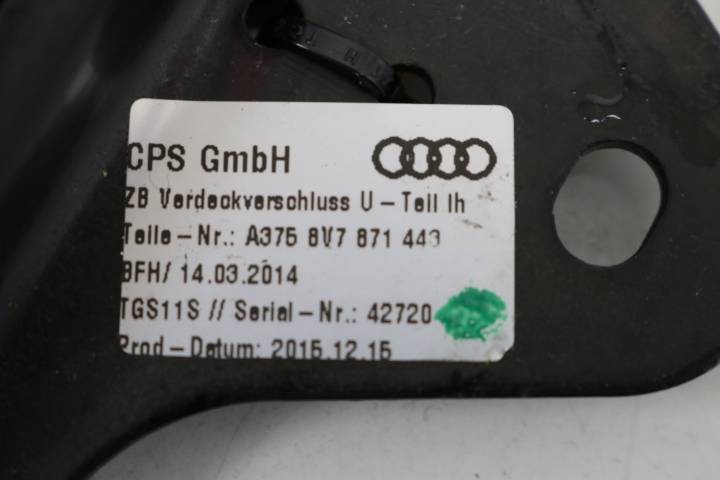 CPS GmbH
ZB Verdeckverschluss U-Teil lh
Teile-Nr.: A375 8V7 871 443
BFH/ 14.03.2014
TGS11S // Serial-Nr.: 42720
Prod-Datum: 2015.12.15